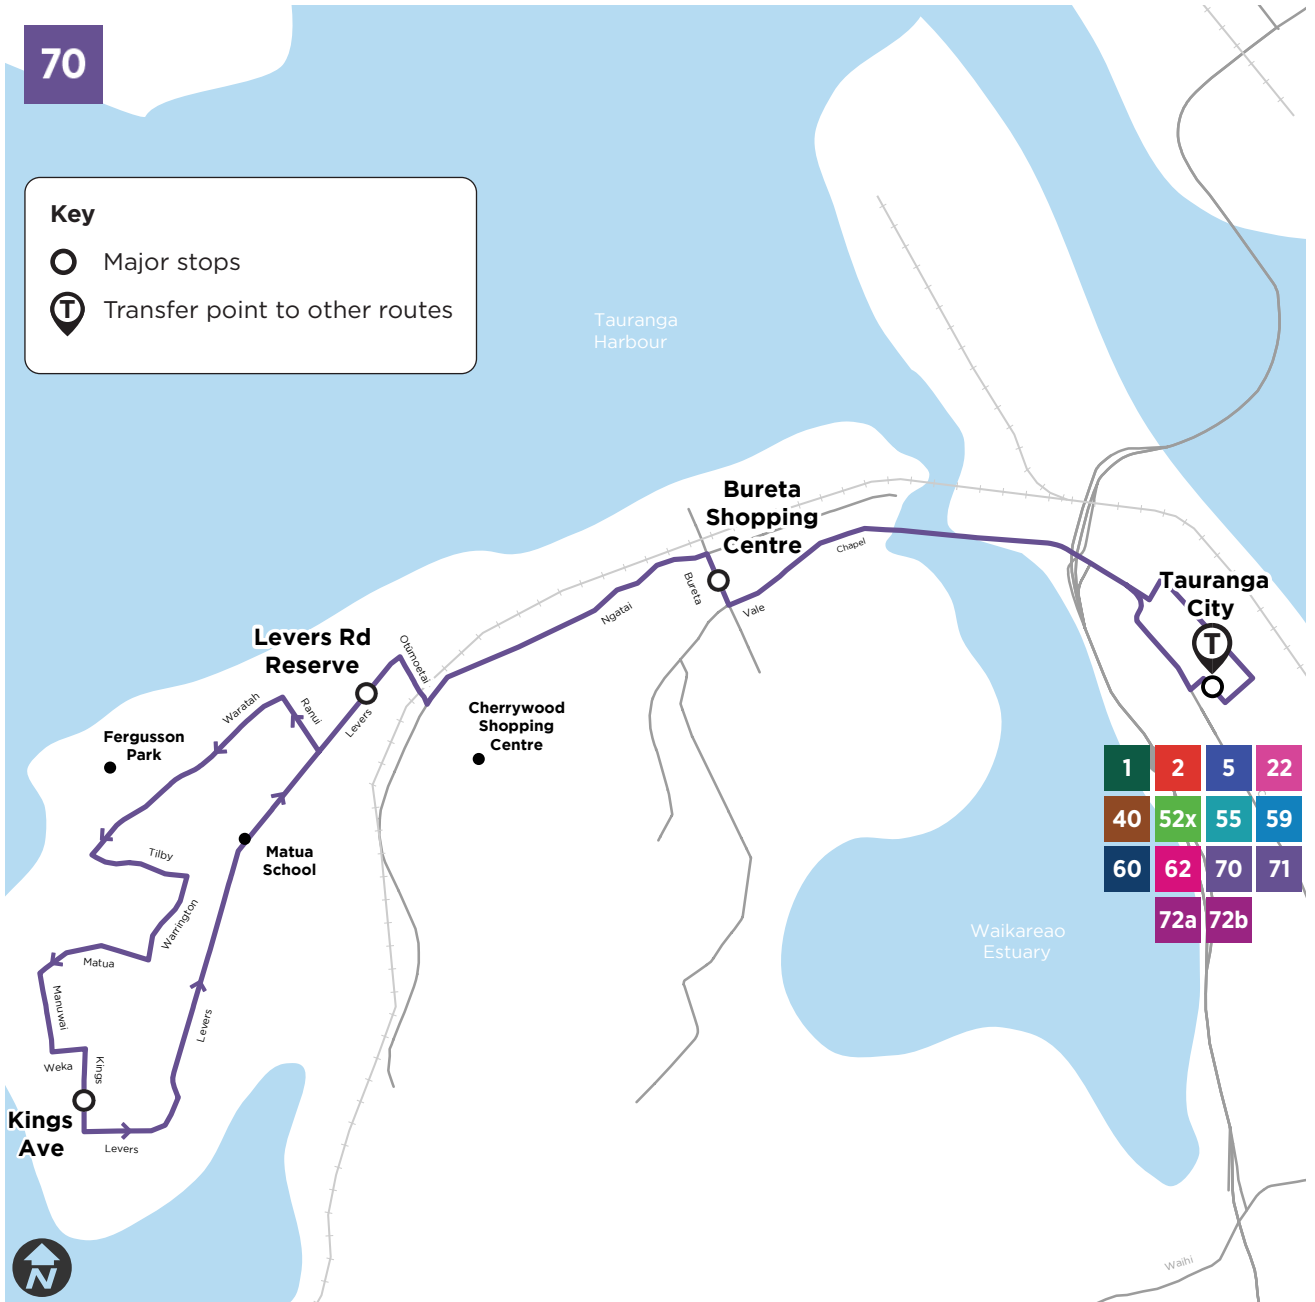 70
Key
Major stops
T
Transfer point to other routes
Tauranga
Harbour
Bureta
Shopping
Centre
Chapel
Bureta
Vale
Ngatai
Tauranga
City
T
Levers Rd
Reserve
Otūmoetai
Levers
Ranui
Waratah
Cherrywood
Shopping
Centre
Fergusson
Park
Matua
School
Tilby
Warrington
Matua
Manuwai
Weka
Kings
Levers
Kings
Ave
Levers
1 2 5 22
40 52x 55 59
60 62 70 71
72a 72b
Waikareao
Estuary
Waihi
N